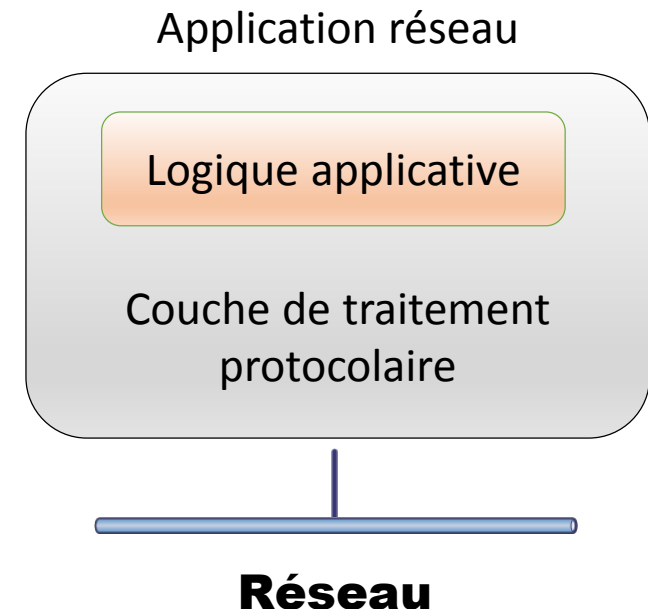 Application réseau
Logique applicative
Couche de traitement
protocolaire
Réseau